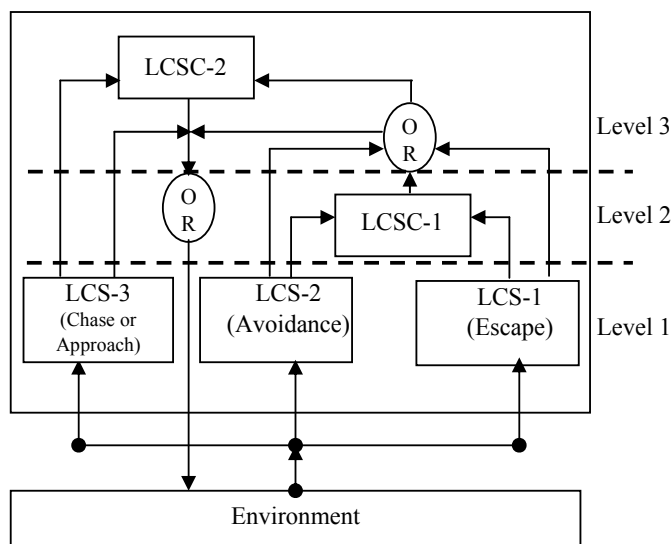 LCSC-2
O
R
Level 3
O
R
LCSC-1
Level 2
LCS-3
(Chase or
Approach)
LCS-2
(Avoidance)
LCS-1
(Escape)
Level 1
Environment